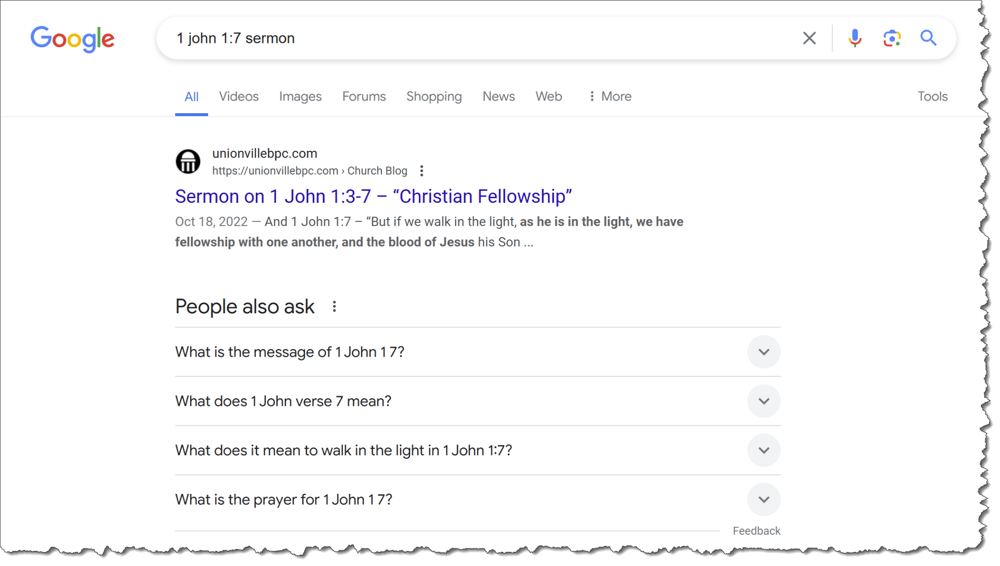 Google
1 john 1:7 sermon
All Videos Images Forums Shopping News Web More Tools
unionvillebpc.com
https://unionvillebpc.com › Church Blog
Sermon on 1 John 1:3-7 – “Christian Fellowship”
Oct 18, 2022 — And 1 John 1:7 – “But if we walk in the light, as he is in the light, we have
fellowship with one another, and the blood of Jesus his Son ...
People also ask
What is the message of 1 John 1 7?
What does 1 John verse 7 mean?
What does it mean to walk in the light in 1 John 1:7?
What is the prayer for 1 John 1 7?
Feedback